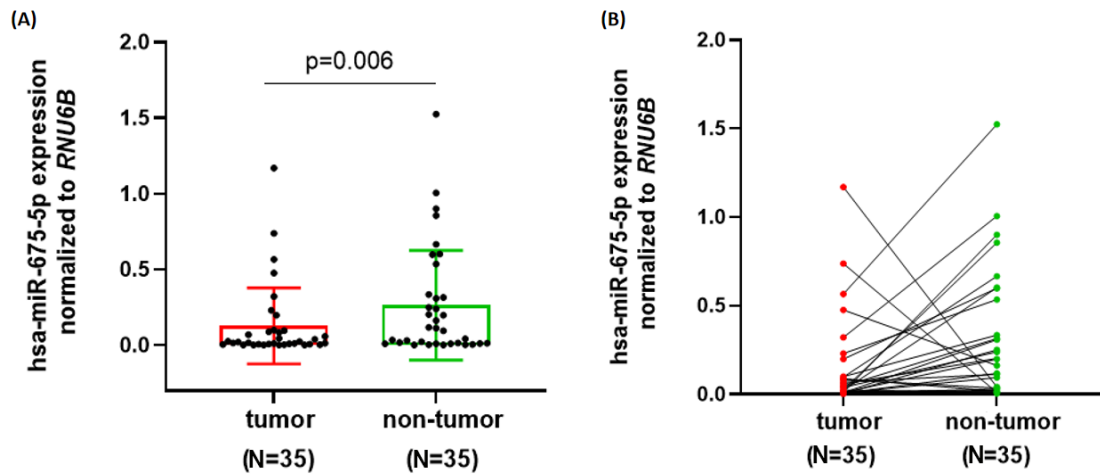 (A)
hsa-miR-675-5p expression
normalized to RNU6B
2.0
1.5
1.0
0.5
0.0
p=0.006
tumor
(N=35)
non-tumor
(N=35)
(B)
hsa-miR-675-5p expression
normalized to RNU6B
2.0
1.5
1.0
0.5
0.0
tumor
(N=35)
non-tumor
(N=35)